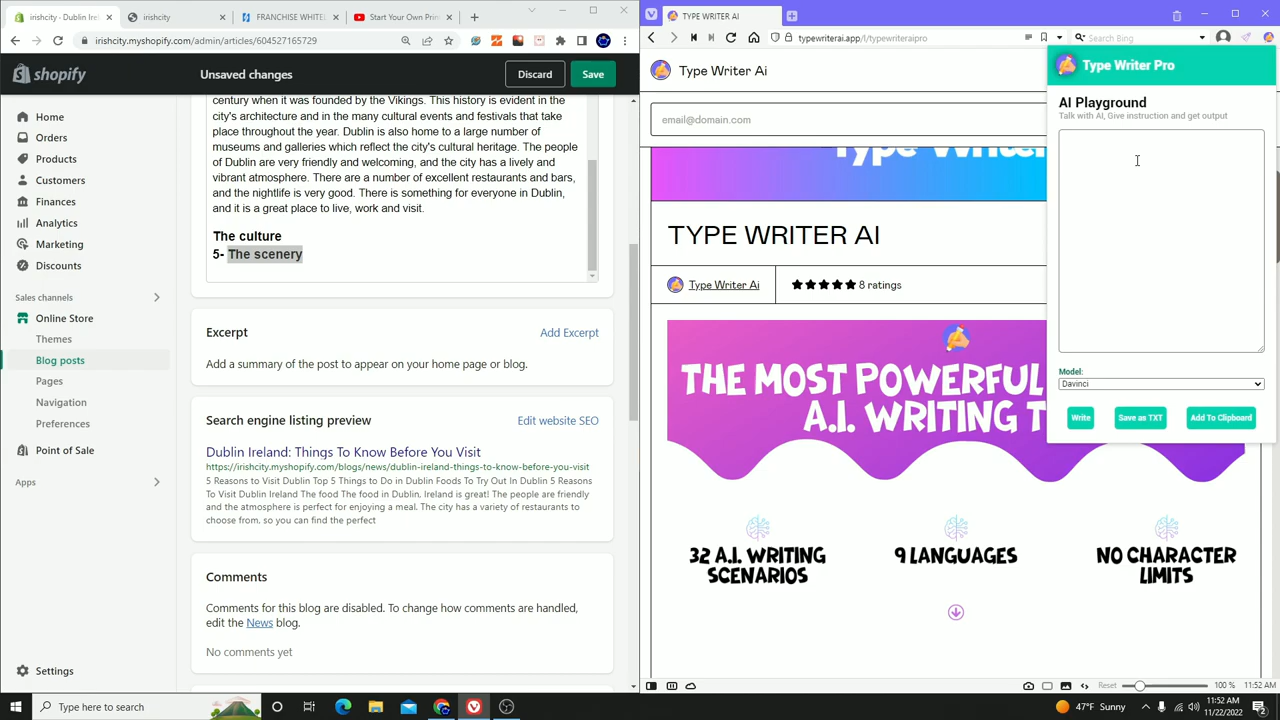 irishcity - Dublin Irel
irishcity
FRANCHISE WHITE
Start Your Own Prin
irishcity.myshopify.com/admin/articles/604527165729
shopify
Unsaved changes
Discard
Save
Home
Orders
Products
Customers
Finances
Analytics
Marketing
Discounts
Sales channels
Online Store
Themes
Blog posts
Pages
Navigation
Preferences
Point of Sale
Apps
Settings
century when it was founded by the Vikings. This history is evident in the
city's architecture and in the many cultural events and festivals that take
place throughout the year. Dublin is also home to a large number of
museums and galleries which reflect the city's cultural heritage. The people
of Dublin are very friendly and welcoming, and the city has a lively and
vibrant atmosphere. There are a number of excellent restaurants and bars,
and the nightlife is very good. There is something for everyone in Dublin,
and it is a great place to live, work and visit.
The culture
5- The scenery
Excerpt
Add Excerpt
Add a summary of the post to appear on your home page or blog.
Search engine listing preview
Edit website SEO
Dublin Ireland: Things To Know Before You Visit
https://irishcity.myshopify.com/blogs/news/dublin-ireland-things-to-know-before-you-visit
5 Reasons to Visit Dublin Top 5 Things to Do in Dublin Foods To Try Out In Dublin 5 Reasons
To Visit Dublin Ireland The food The food in Dublin, Ireland is great! The people are friendly
and the atmosphere is perfect for enjoying a meal. The city has a variety of restaurants to
choose from, so you can find the perfect
Comments
Comments for this blog are disabled. To change how comments are handled,
edit the News blog.
No comments yet
TYPE WRITER AI
typewriterai.app/l/typewriteraipro
Search Bing
Type Writer Ai
email@domain.com
Type Write
TYPE WRITER AI
Type Writer Ai
8 ratings
THE MOST POWERFUL
A.I. WRITING T
32 A.I. WRITING
SCENARIOS
9 LANGUAGES
NO CHARACTER
LIMITS
Type Writer Pro
AI Playground
Talk with AI, Give instruction and get output
Model:
Davinci
Write
Save as TXT
Add To Clipboard
Reset
100 %
11:52 AM
Type here to search
47°F Sunny
11:52 AM
11/22/2022
2